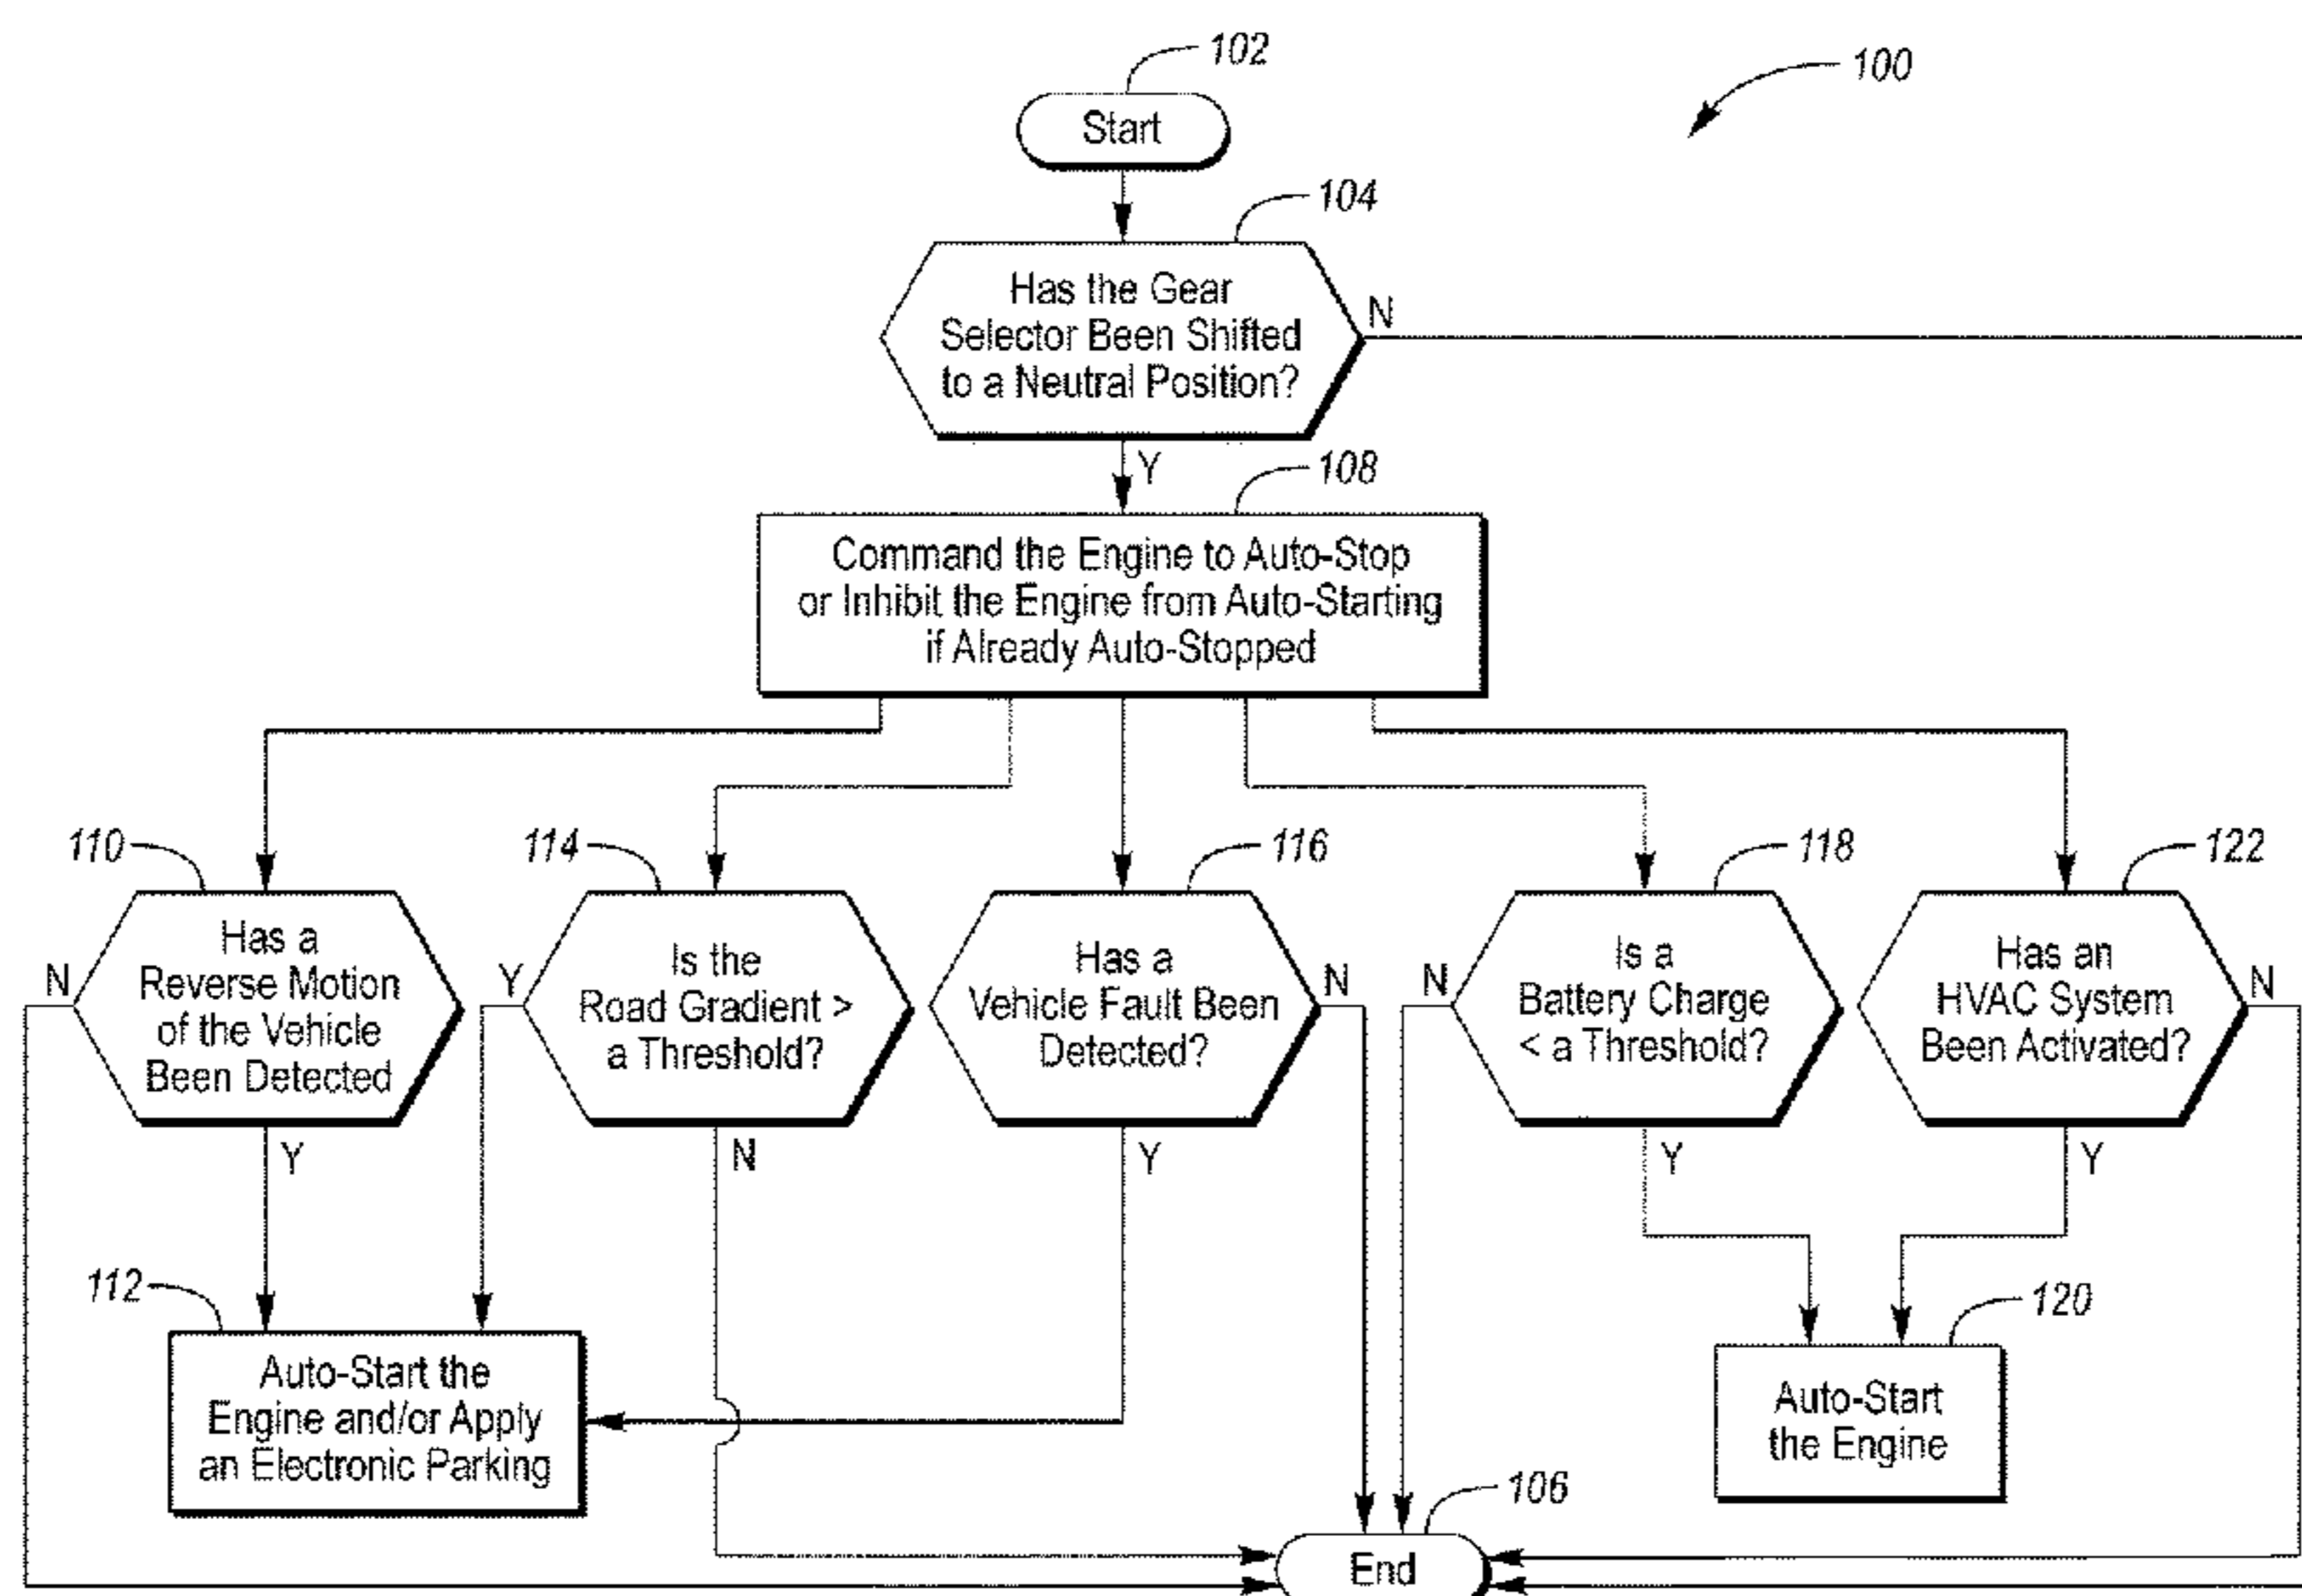 102
100
Start
104
Has the Gear
Selector Been Shifted
to a Neutral Position?
N
Y
108
Command the Engine to Auto-Stop
or Inhibit the Engine from Auto-Starting
if Already Auto-Stopped
110
Has a
Reverse Motion
of the Vehicle
Been Detected
N
Y
114
Is the
Road Gradient >
a Threshold?
Y
N
116
Has a
Vehicle Fault Been
Detected?
N
Y
118
Is a
Battery Charge
< a Threshold?
N
Y
122
Has an
HVAC System
Been Activated?
N
Y
112
Auto-Start the
Engine and/or Apply
an Electronic Parking
120
Auto-Start
the Engine
106
End